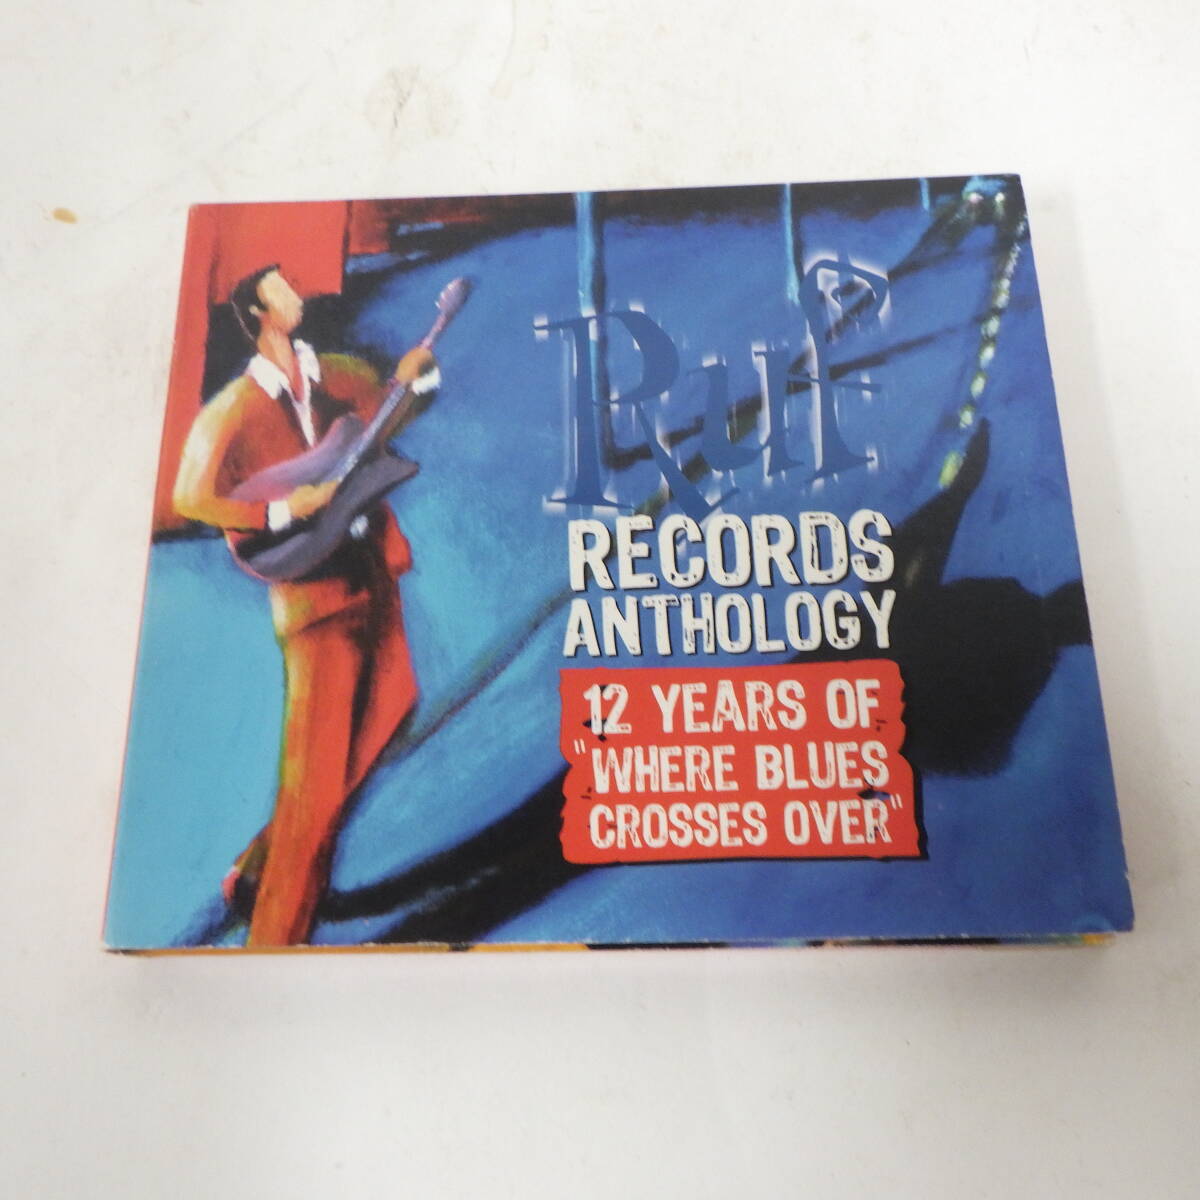 Ruf
RECORDS
ANTHOLOGY
12 YEARS OF
"WHERE BLUES
CROSSES OVER"